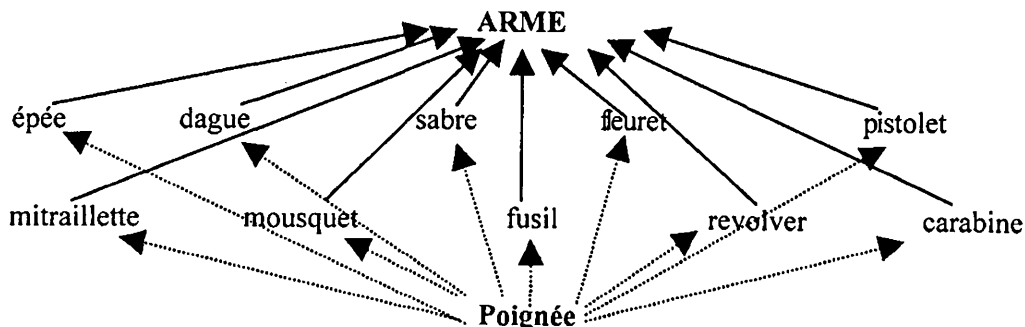 ARME
épée dague sabre fleuret pistolet
mitraillette mousquet fusil revolver carabine
Poignée